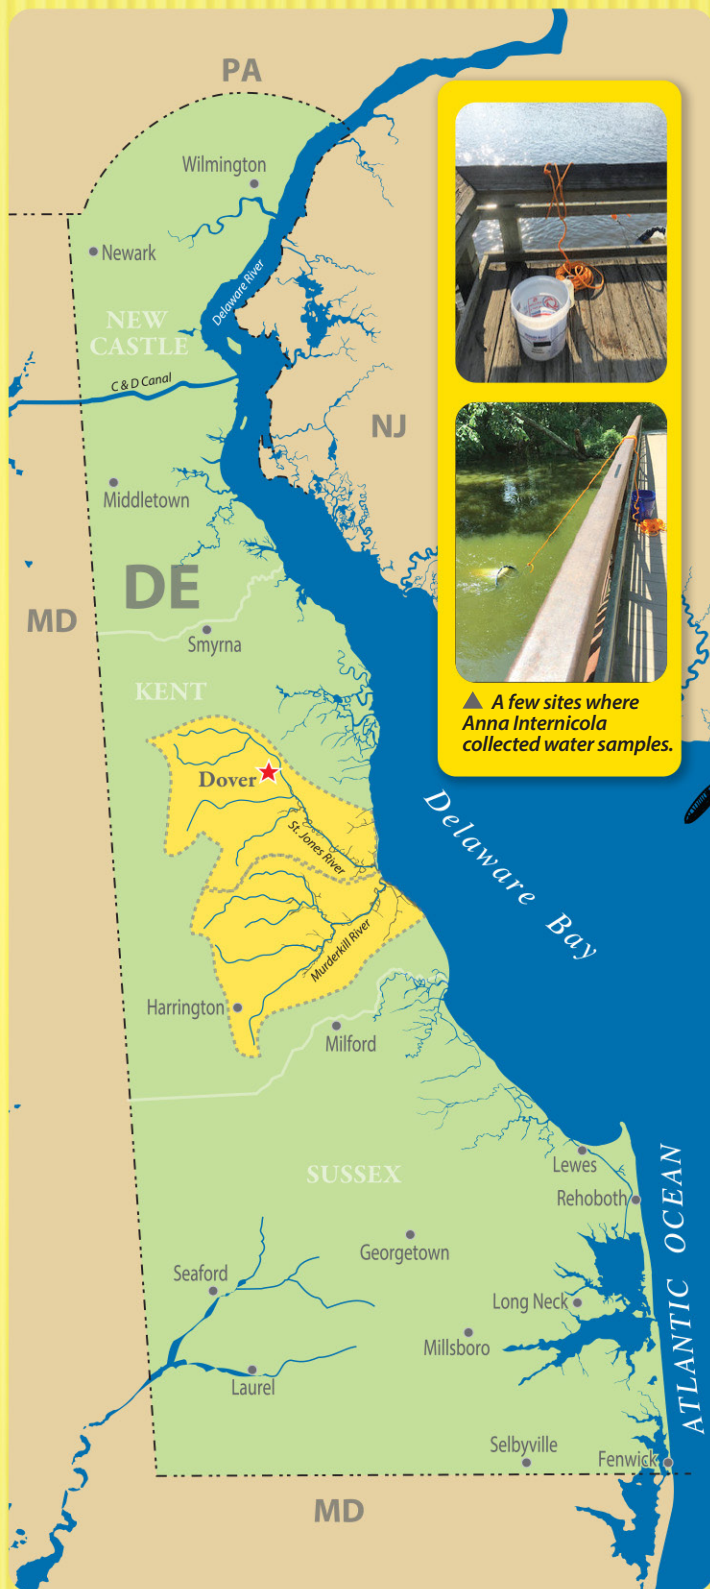 PA
Wilmington
Newark
Delaware River
NEW
CASTLE
C & D Canal
NJ
Middletown
DE
MD
Smyrna
KENT
▲ A few sites where
Anna Internicola
collected water samples.
Dover
St. Jones River
Delaware Bay
Murderkill River
Harrington
Milford
Lewes
SUSSEX
Rehoboth
Georgetown
Seaford
Long Neck
Millsboro
Laurel
ATLANTIC OCEAN
Selbyville
Fenwick
MD